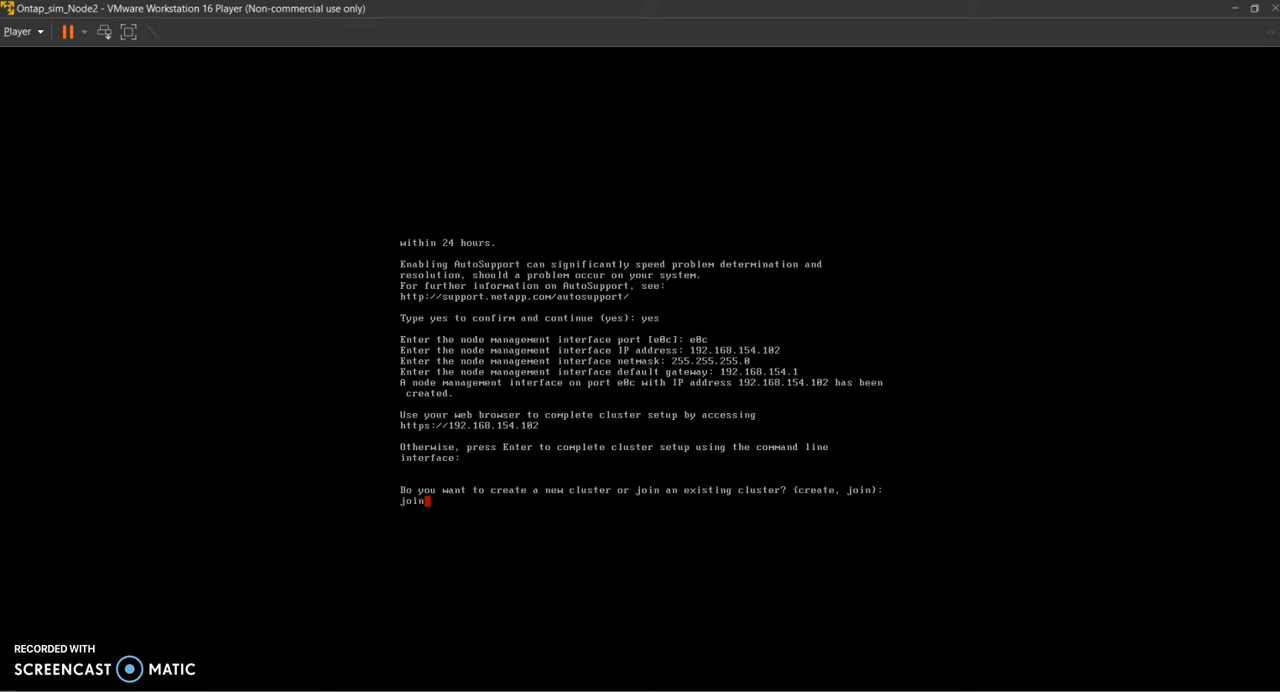 Ontap_sim_Node2 - VMware Workstation 16 Player (Non-commercial use only)
Player
within 24 hours.
Enabling AutoSupport can significantly speed problem determination and
resolution, should a problem occur on your system.
For further information on AutoSupport, see:
http://support.netapp.com/autosupport/
Type yes to confirm and continue {yes}: yes
Enter the node management interface port [e0c]: e0c
Enter the node management interface IP address: 192.168.154.102
Enter the node management interface netmask: 255.255.255.0
Enter the node management interface default gateway: 192.168.154.1
A node management interface on port e0c with IP address 192.168.154.102 has been
created.
Use your web browser to complete cluster setup by accessing
https://192.168.154.102
Otherwise, press Enter to complete cluster setup using the command line
interface:
Do you want to create a new cluster or join an existing cluster? {create, join}:
join
RECORDED WITH
SCREENCAST MATIC